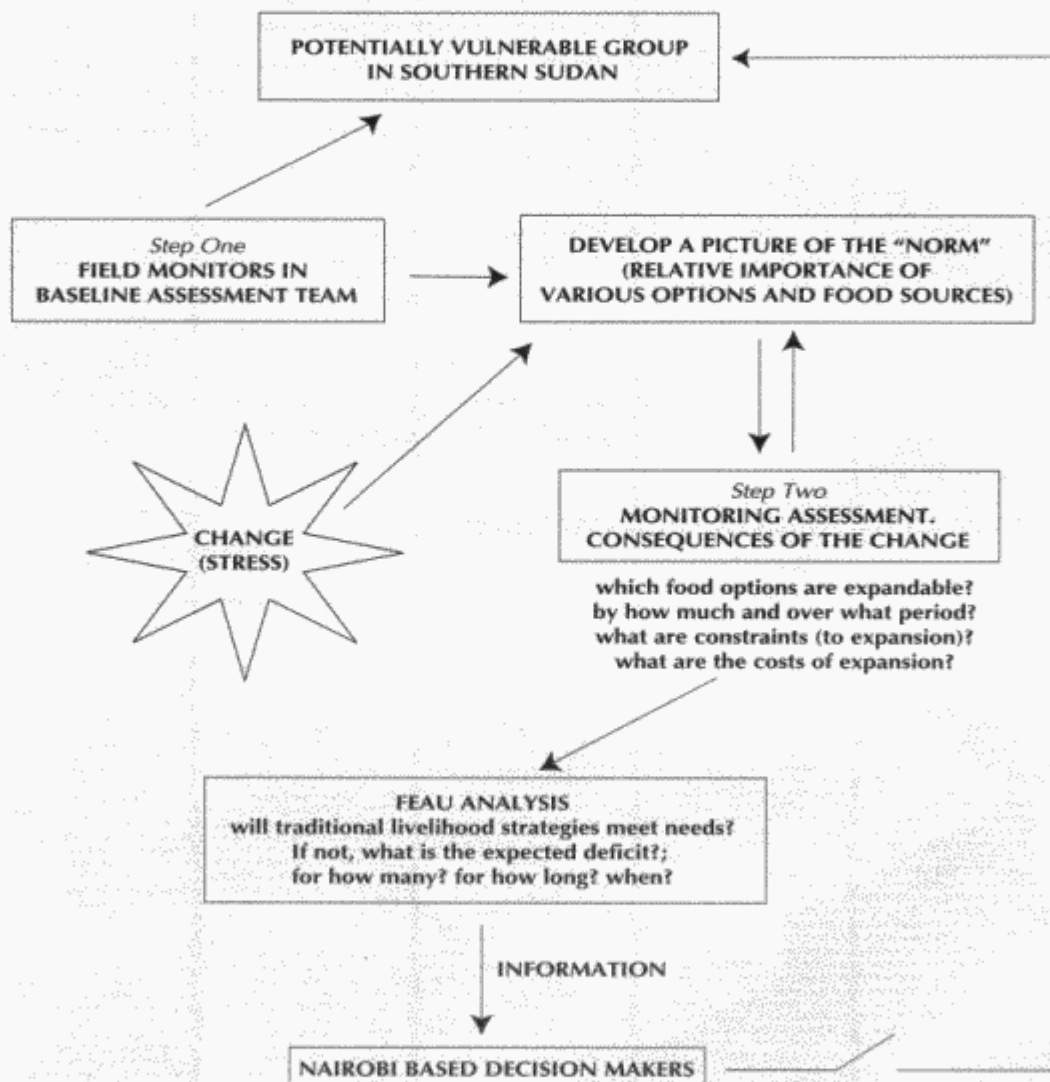 POTENTIALLY VULNERABLE GROUP
IN SOUTHERN SUDAN
Step One
FIELD MONITORS IN
BASELINE ASSESSMENT TEAM
DEVELOP A PICTURE OF THE “NORM”
(RELATIVE IMPORTANCE OF
VARIOUS OPTIONS AND FOOD SOURCES)
CHANGE
(STRESS)
Step Two
MONITORING ASSESSMENT.
CONSEQUENCES OF THE CHANGE
which food options are expandable?
by how much and over what period?
what are constraints (to expansion)?
what are the costs of expansion?
FEAU ANALYSIS
will traditional livelihood strategies meet needs?
If not, what is the expected deficit?;
for how many? for how long? when?
INFORMATION
NAIROBI BASED DECISION MAKERS